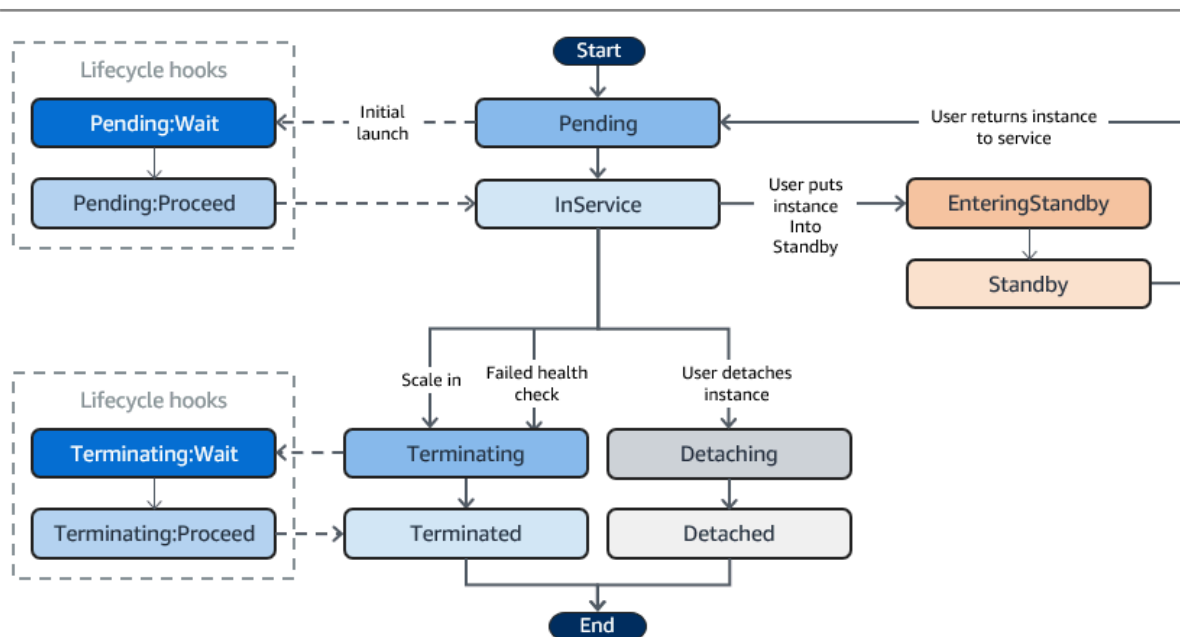 Start
Lifecycle hooks
Pending:Wait
Initial
launch
Pending
User returns instance
to service
Pending:Proceed
InService
User puts
instance
Into
Standby
EnteringStandby
Standby
Scale in
Failed health
check
User detaches
instance
Lifecycle hooks
Terminating:Wait
Terminating
Detaching
Terminating:Proceed
Terminated
Detached
End